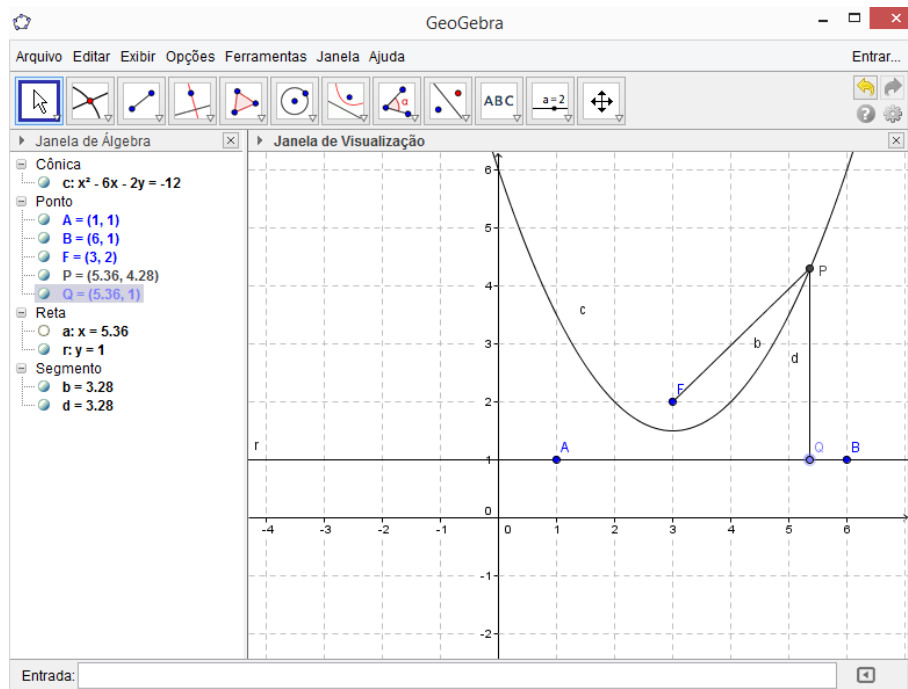 GeoGebra
Arquivo Editar Exibir Opções Ferramentas Janela Ajuda
Entrar...
ABC
a=2
α
Janela de Álgebra
Cônica
c: x² - 6x - 2y = -12
Ponto
A = (1, 1)
B = (6, 1)
F = (3, 2)
P = (5.36, 4.28)
Q = (5.36, 1)
Reta
a: x = 5.36
r: y = 1
Segmento
b = 3.28
d = 3.28
Janela de Visualização
6
5
4
3
2
1
0
-1
-2
-4 -3 -2 -1 0 1 2 3 4 5 6
c
P
b
d
F
r
A
Q
B
Entrada: